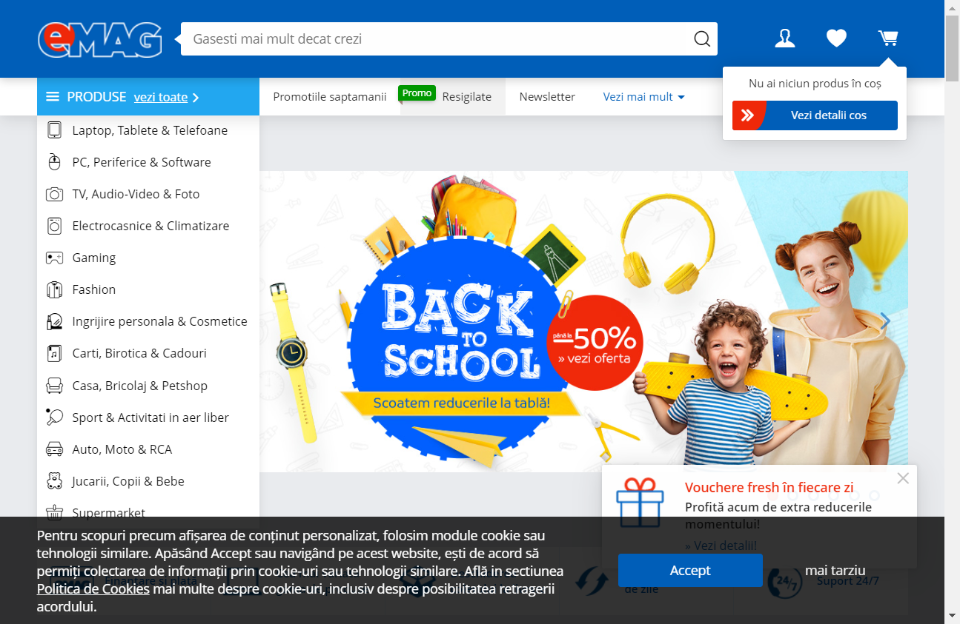 eMAG
Gasesti mai mult decat crezi
Nu ai niciun produs în coș
Vezi detalii cos
PRODUSE vezi toate
Promotiile saptamanii
Promo
Resigilate
Newsletter
Vezi mai mult
Laptop, Tablete & Telefoane
PC, Periferice & Software
TV, Audio-Video & Foto
Electrocasnice & Climatizare
Gaming
Fashion
Ingrijire personala & Cosmetice
Carti, Birotica & Cadouri
Casa, Bricolaj & Petshop
Sport & Activitati in aer liber
Auto, Moto & RCA
Jucarii, Copii & Bebe
Supermarket
BACK
TO
SCHOOL
Scoatem reducerile la tablă!
până la
-50%
» vezi oferta
Vouchere fresh în fiecare zi
Profită acum de extra reducerile
momentului!
» Vezi detalii!
Pentru scopuri precum afișarea de conținut personalizat, folosim module cookie sau
tehnologii similare. Apăsând Accept sau navigând pe acest website, ești de acord să
permiți colectarea de informații prin cookie-uri sau tehnologii similare. Află in sectiunea
Politica de Cookies mai multe despre cookie-uri, inclusiv despre posibilitatea retragerii
acordului.
Accept
mai tarziu
de zile
24/7
Suport 24/7